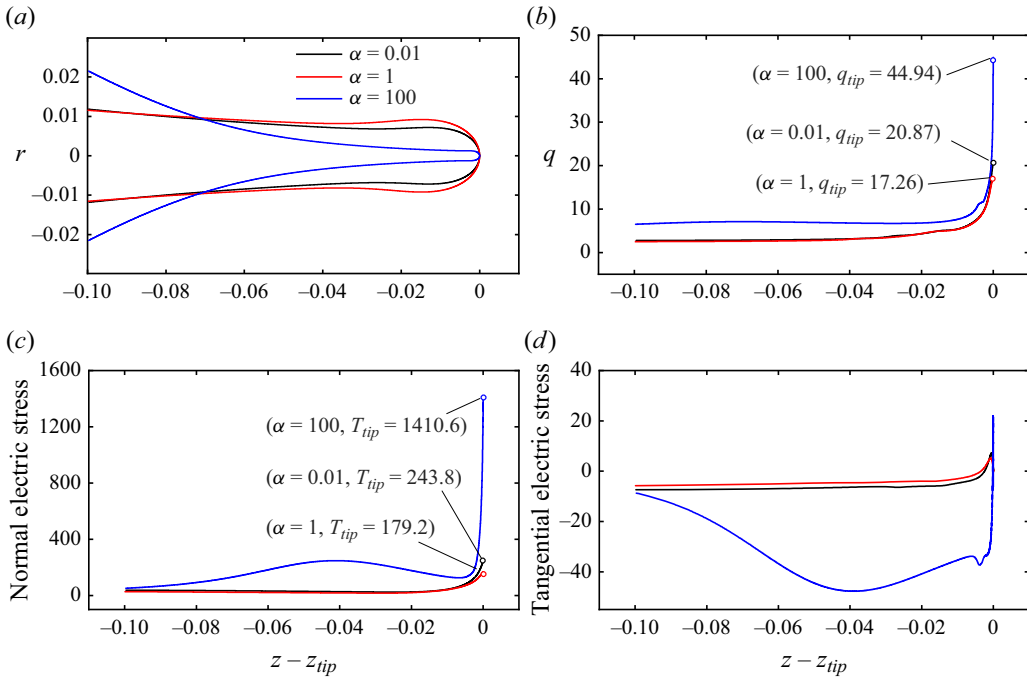 (a)
0.02
0.01
0
–0.01
–0.02
r
α = 0.01
α = 1
α = 100
–0.10
–0.08
–0.06
–0.04
–0.02
0
(b)
50
40
30
20
10
0
q
(α = 100, q_tip = 44.94)
(α = 0.01, q_tip = 20.87)
(α = 1, q_tip = 17.26)
–0.10
–0.08
–0.06
–0.04
–0.02
0
(c)
1600
1200
800
400
0
Normal electric stress
(α = 100, T_tip = 1410.6)
(α = 0.01, T_tip = 243.8)
(α = 1, T_tip = 179.2)
–0.10
–0.08
–0.06
–0.04
–0.02
0
z – z_tip
(d)
40
20
0
–20
–40
Tangential electric stress
–0.10
–0.08
–0.06
–0.04
–0.02
0
z – z_tip